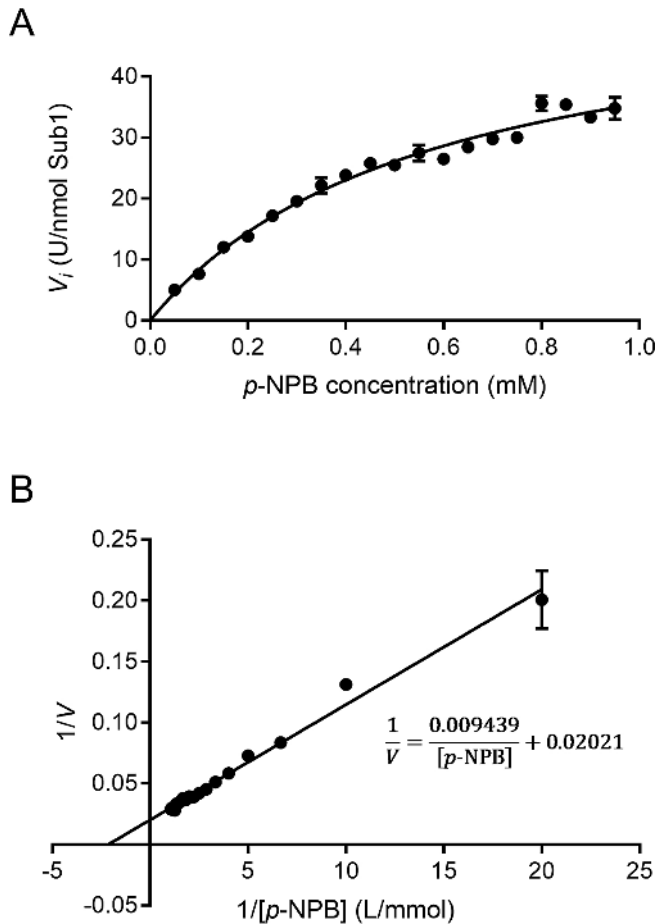 A
V_i (U/nmol Sub1)
40
30
20
10
0
0.0 0.2 0.4 0.6 0.8 1.0
p-NPB concentration (mM)
B
1/V
0.25
0.20
0.15
0.10
0.05
-0.05
-5 5 10 15 20 25
1/V = 0.009439/[p-NPB] + 0.02021
1/[p-NPB] (L/mmol)